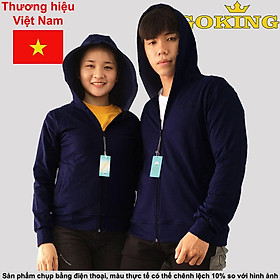 Thương hiệu
Việt Nam
GOKING
Sản phẩm chụp bằng điện thoại, màu thực tế có thể chênh lệch 10% so với hình ảnh